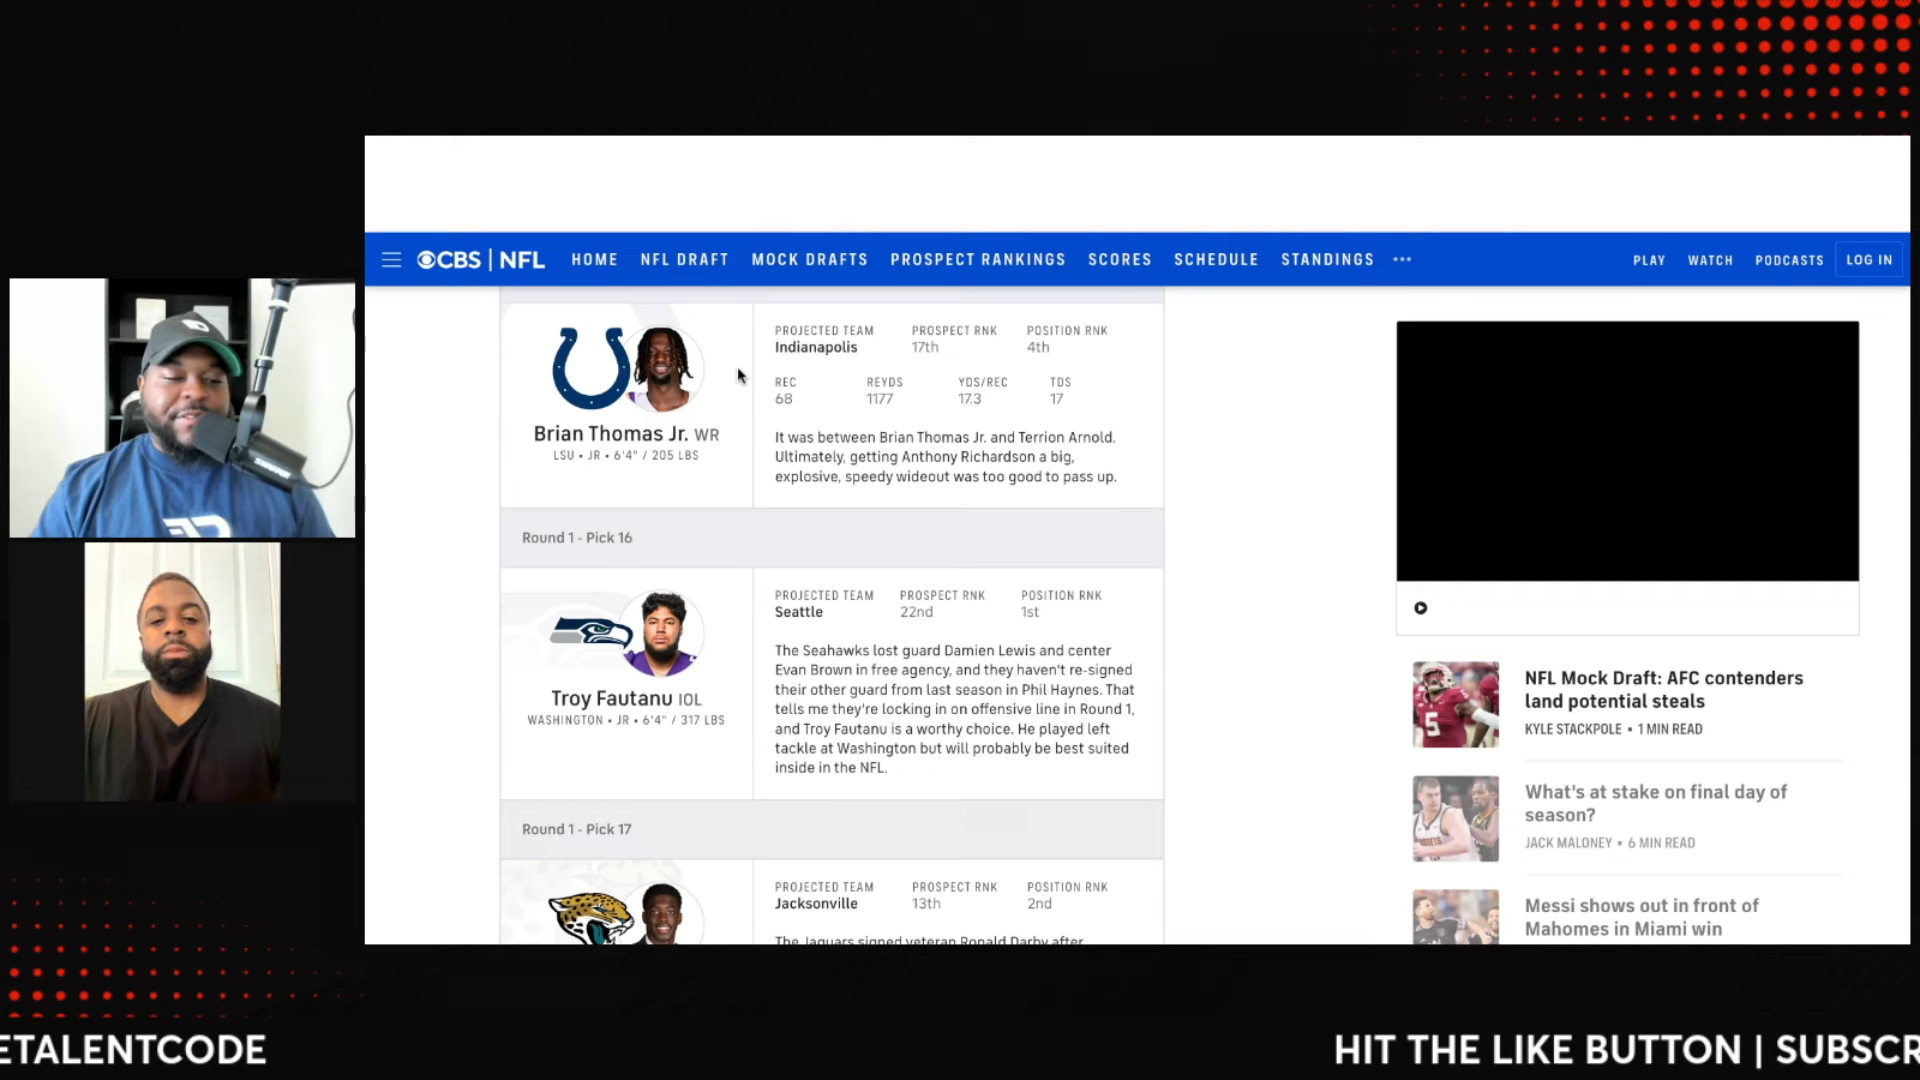 CBS | NFL HOME NFL DRAFT MOCK DRAFTS PROSPECT RANKINGS SCORES SCHEDULE STANDINGS ••• PLAY WATCH PODCASTS LOG IN
Brian Thomas Jr. WR
LSU • JR • 6'4" / 205 LBS
PROJECTED TEAM PROSPECT RNK POSITION RNK
Indianapolis 17th 4th
REC REYDS YDS/REC TDS
68 1177 17.3 17
It was between Brian Thomas Jr. and Terrion Arnold.
Ultimately, getting Anthony Richardson a big,
explosive, speedy wideout was too good to pass up.
Round 1 - Pick 16
Troy Fautanu IOL
WASHINGTON • JR • 6'4" / 317 LBS
PROJECTED TEAM PROSPECT RNK POSITION RNK
Seattle 22nd 1st
The Seahawks lost guard Damien Lewis and center
Evan Brown in free agency, and they haven't re-signed
their other guard from last season in Phil Haynes. That
tells me they're locking in on offensive line in Round 1,
and Troy Fautanu is a worthy choice. He played left
tackle at Washington but will probably be best suited
inside in the NFL.
Round 1 - Pick 17
PROJECTED TEAM PROSPECT RNK POSITION RNK
Jacksonville 13th 2nd
The Jaguars signed veteran Ronald Darby after
NFL Mock Draft: AFC contenders
land potential steals
KYLE STACKPOLE • 1 MIN READ
What's at stake on final day of
season?
JACK MALONEY • 6 MIN READ
Messi shows out in front of
Mahomes in Miami win
ETALENTCODE
HIT THE LIKE BUTTON | SUBSCR